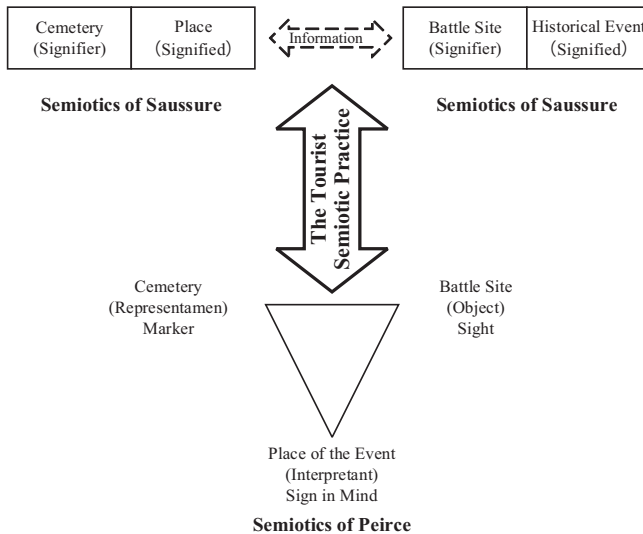 Cemetery
(Signifier)
Place
(Signified)
Information
Battle Site
(Signifier)
Historical Event
(Signified)
Semiotics of Saussure
Semiotics of Saussure
The Tourist
Semiotic Practice
Cemetery
(Representamen)
Marker
Battle Site
(Object)
Sight
Place of the Event
(Interpretant)
Sign in Mind
Semiotics of Peirce